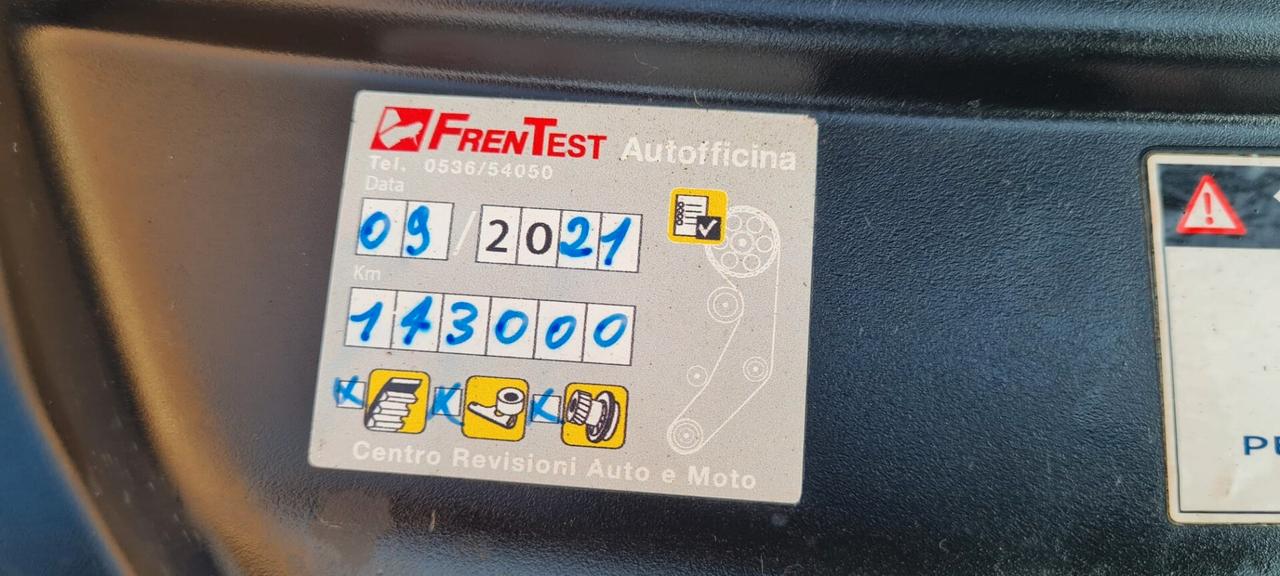 FRENTEST Autofficina
Tel. 0536/54050
Data
09/2021
Km
143000
Centro Revisioni Auto e Moto